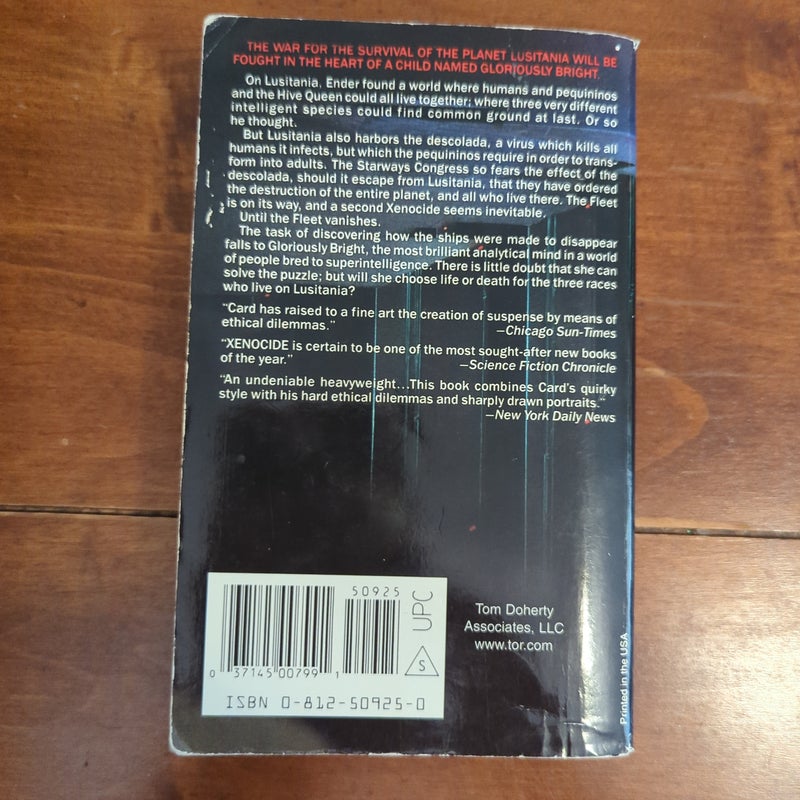 THE WAR FOR THE SURVIVAL OF THE PLANET LUSITANIA WILL BE
FOUGHT IN THE HEART OF A CHILD NAMED GLORIOUSLY BRIGHT.
On Lusitania, Ender found a world where humans and pequininos
and the Hive Queen could all live together; where three very different
intelligent species could find common ground at last. Or so
he thought.
But Lusitania also harbors the descolada, a virus which kills all
humans it infects, but which the pequininos require in order to trans-
form into adults. The Starways Congress so fears the effect of the
descolada, should it escape from Lusitania, that they have ordered
the destruction of the entire planet, and all who live there. The Fleet
is on its way, and a second Xenocide seems inevitable.
Until the Fleet vanishes.
The task of discovering how the ships were made to disappear
falls to Gloriously Bright, the most brilliant analytical mind in a world
of people bred to superintelligence. There is little doubt that she can
solve the puzzle; but will she choose life or death for the three races
who live on Lusitania?
“Card has raised to a fine art the creation of suspense by means of
ethical dilemmas.”
—Chicago Sun-Times
“XENOCIDE is certain to be one of the most sought-after new books
of the year.”
—Science Fiction Chronicle
“An undeniable heavyweight...This book combines Card's quirky
style with his hard ethical dilemmas and sharply drawn portraits.”
—New York Daily News
50925
UPC
S
0 37145 00799 1
ISBN 0-812-50925-0
Tom Doherty
Associates, LLC
www.tor.com
Printed in the USA